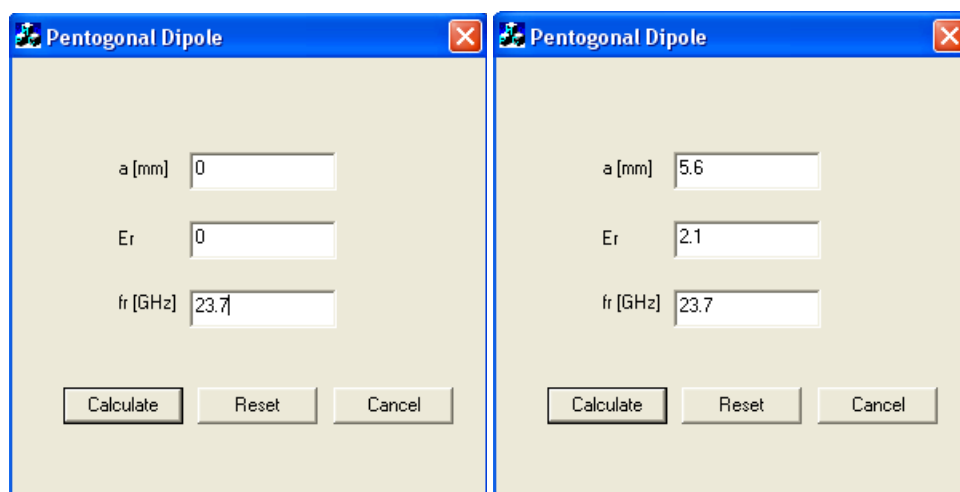 Pentogonal Dipole
a [mm] 0
Er 0
fr [GHz] 23.7
Calculate Reset Cancel
Pentogonal Dipole
a [mm] 5.6
Er 2.1
fr [GHz] 23.7
Calculate Reset Cancel